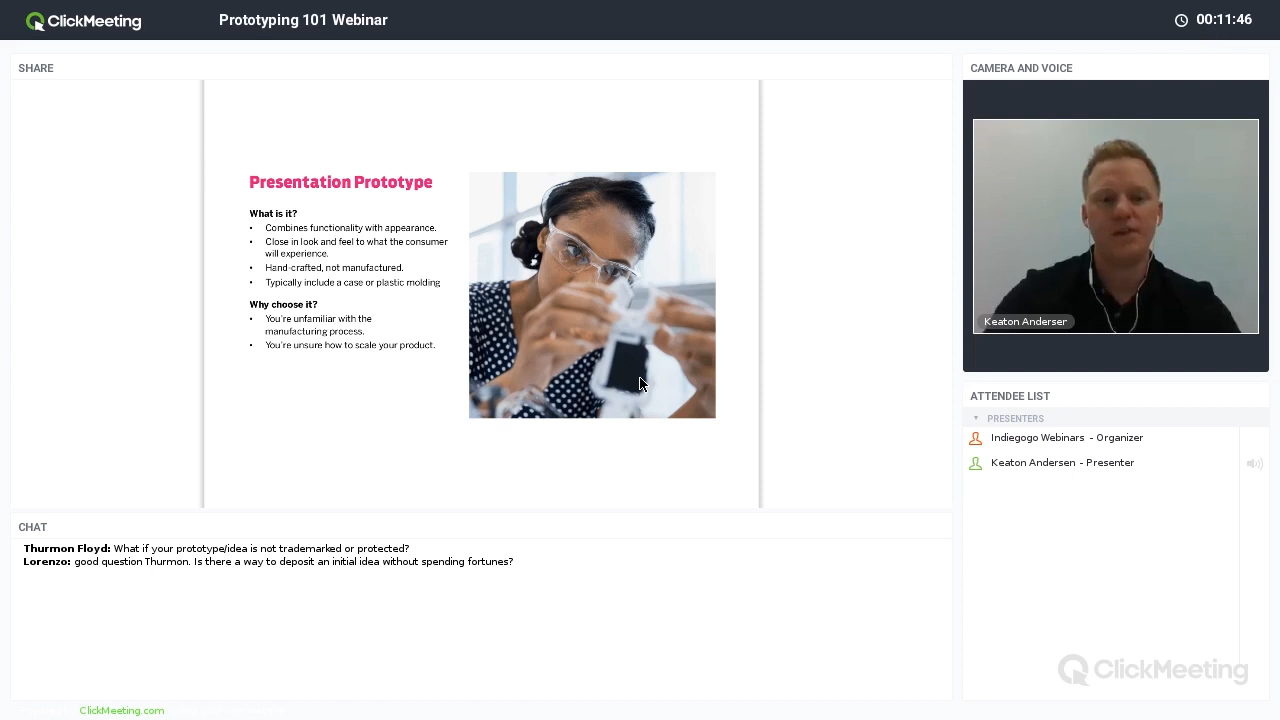 ClickMeeting
Prototyping 101 Webinar
00:11:46
SHARE
Presentation Prototype
What is it?
• Combines functionality with appearance.
• Close in look and feel to what the consumer
will experience.
• Hand-crafted, not manufactured.
• Typically include a case or plastic molding
Why choose it?
• You're unfamiliar with the
manufacturing process.
• You're unsure how to scale your product.
CAMERA AND VOICE
Keaton Andersen
ATTENDEE LIST
PRESENTERS
Indiegogo Webinars - Organizer
Keaton Andersen - Presenter
CHAT
Thurmon Floyd: What if your prototype/idea is not trademarked or protected?
Lorenzo: good question Thurmon. Is there a way to deposit an initial idea without spending fortunes?
ClickMeeting
ClickMeeting.com